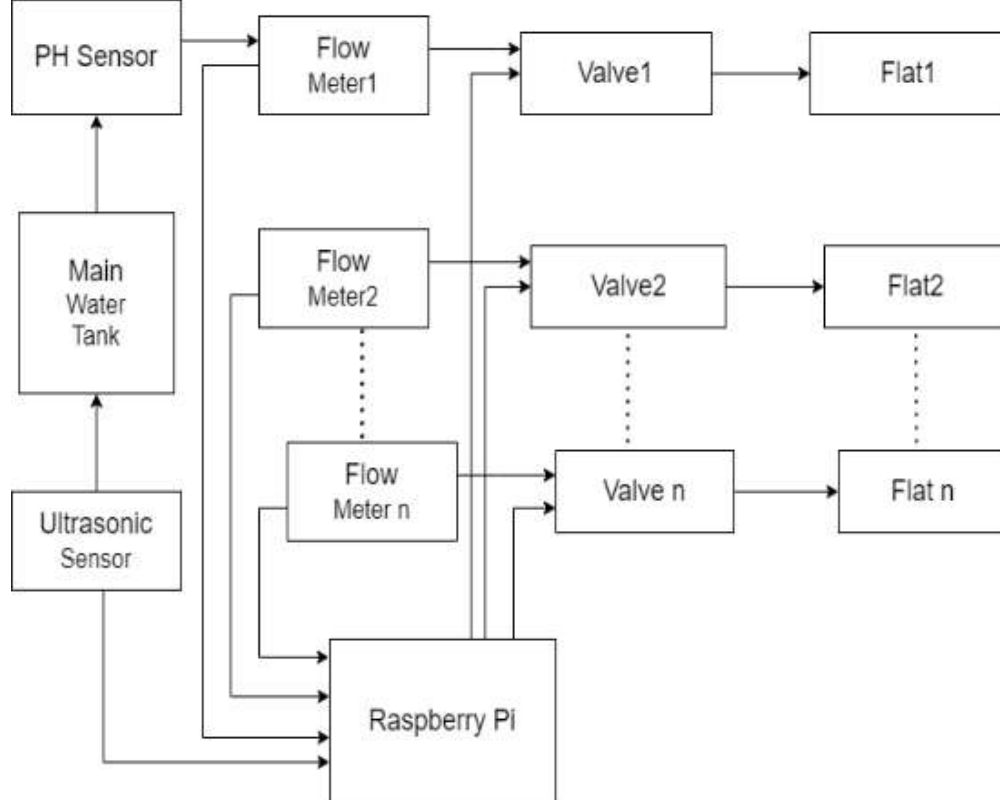 PH Sensor
Flow
Meter1
Valve1
Flat1
Main
Water
Tank
Flow
Meter2
Valve2
Flat2
Ultrasonic
Sensor
Flow
Meter n
Valve n
Flat n
Raspberry Pi